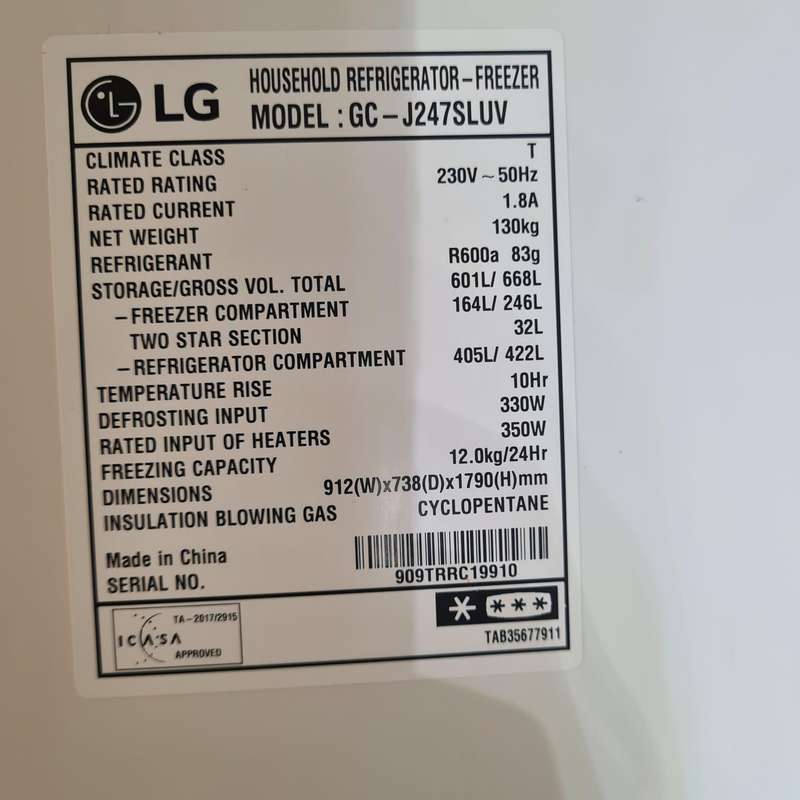 LG
HOUSEHOLD REFRIGERATOR-FREEZER
MODEL : GC-J247SLUV
CLIMATE CLASS T
RATED RATING 230V ~ 50Hz
RATED CURRENT 1.8A
NET WEIGHT 130kg
REFRIGERANT R600a 83g
STORAGE/GROSS VOL. TOTAL 601L/ 668L
-FREEZER COMPARTMENT 164L/ 246L
TWO STAR SECTION 32L
-REFRIGERATOR COMPARTMENT 405L/ 422L
TEMPERATURE RISE 10Hr
DEFROSTING INPUT 330W
RATED INPUT OF HEATERS 350W
FREEZING CAPACITY 12.0kg/24Hr
DIMENSIONS 912(W)x738(D)x1790(H)mm
INSULATION BLOWING GAS CYCLOPENTANE
Made in China
SERIAL NO. 909TRRC19910
TA-2017/2915
ICASA
APPROVED
* ***
TAB35677911